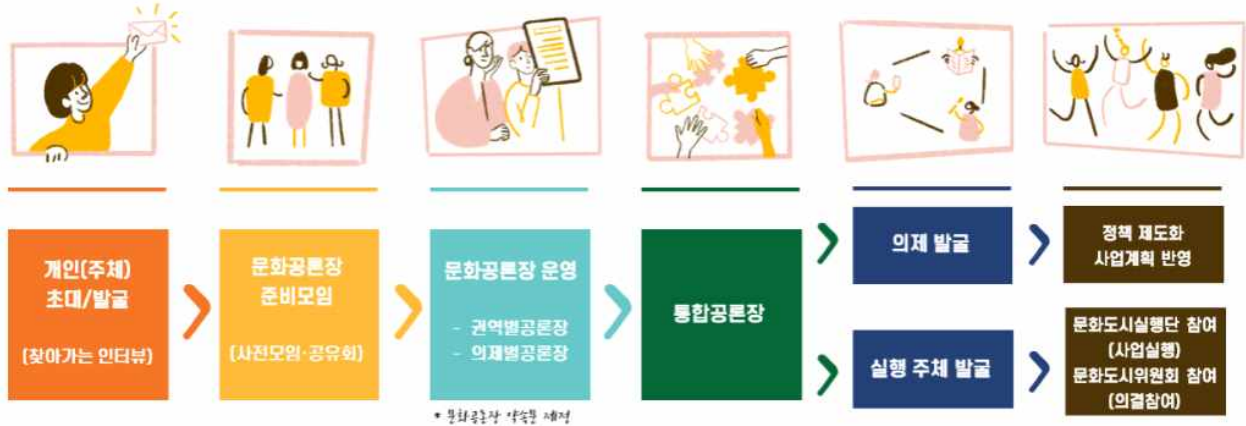 개인(주체)
초대/발굴
(찾아가는 인터뷰)
문화공론장
준비모임
(사전모임·공유회)
문화공론장 운영
- 권역별공론장
- 의제별공론장
* 문화공론장 약속문 제정
통합공론장
의제 발굴
정책 제도화
사업계획 반영
실행 주체 발굴
문화도시실행단 참여
(사업실행)
문화도시위원회 참여
(의결참여)